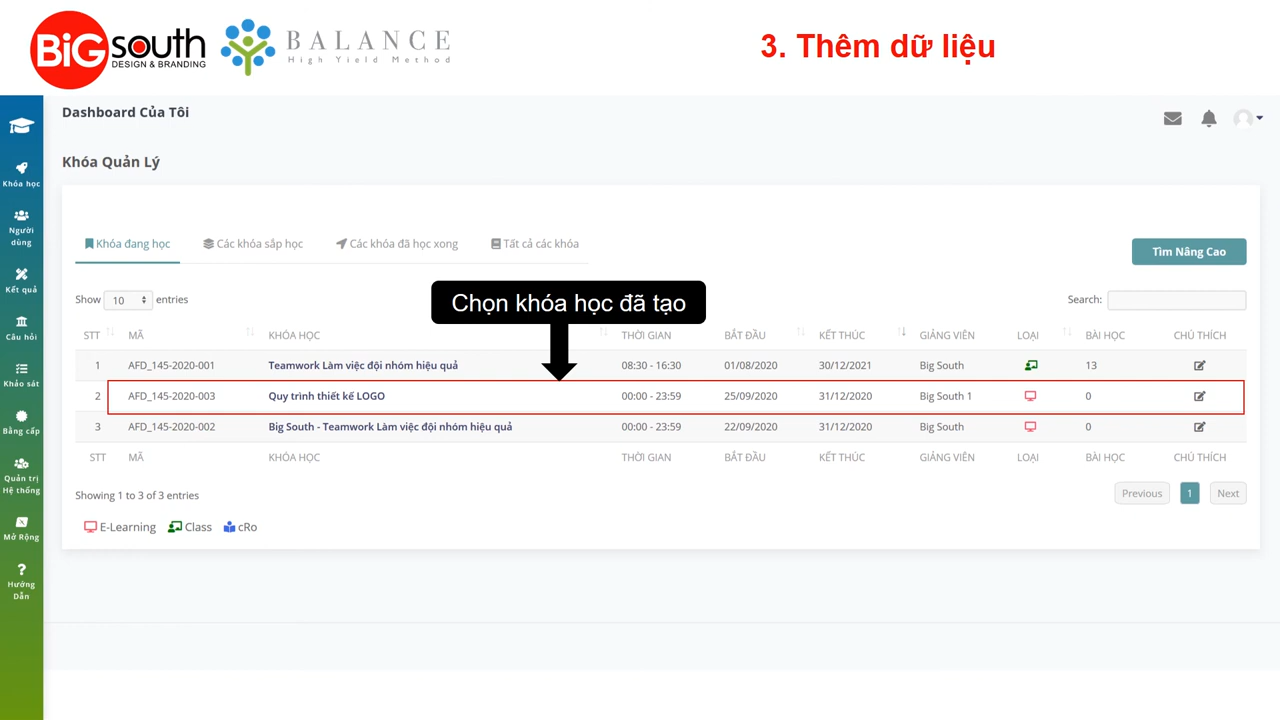 BiGsouth
DESIGN & BRANDING
BALANCE
High Yield Method
3. Thêm dữ liệu
Dashboard Của Tôi
Khóa Quản Lý
Khóa học
Người
dùng
Kết quả
Câu hỏi
Khảo sát
Bằng cấp
Quản trị
Hệ thống
Mở Rộng
?
Hướng
Dẫn
Khóa đang học Các khóa sắp học Các khóa đã học xong Tất cả các khóa
Tìm Nâng Cao
Show 10 entries
Search:
Chọn khóa học đã tạo
STT MÃ KHÓA HỌC THỜI GIAN BẮT ĐẦU KẾT THÚC GIẢNG VIÊN LOẠI BÀI HỌC CHÚ THÍCH
1 AFD_145-2020-001 Teamwork Làm việc đội nhóm hiệu quả 08:30 - 16:30 01/08/2020 30/12/2021 Big South 13
2 AFD_145-2020-003 Quy trình thiết kế LOGO 00:00 - 23:59 25/09/2020 31/12/2020 Big South 1 0
3 AFD_145-2020-002 Big South - Teamwork Làm việc đội nhóm hiệu quả 00:00 - 23:59 22/09/2020 31/12/2020 Big South 0
STT MÃ KHÓA HỌC THỜI GIAN BẮT ĐẦU KẾT THÚC GIẢNG VIÊN LOẠI BÀI HỌC CHÚ THÍCH
Showing 1 to 3 of 3 entries
Previous 1 Next
E-Learning Class cRo